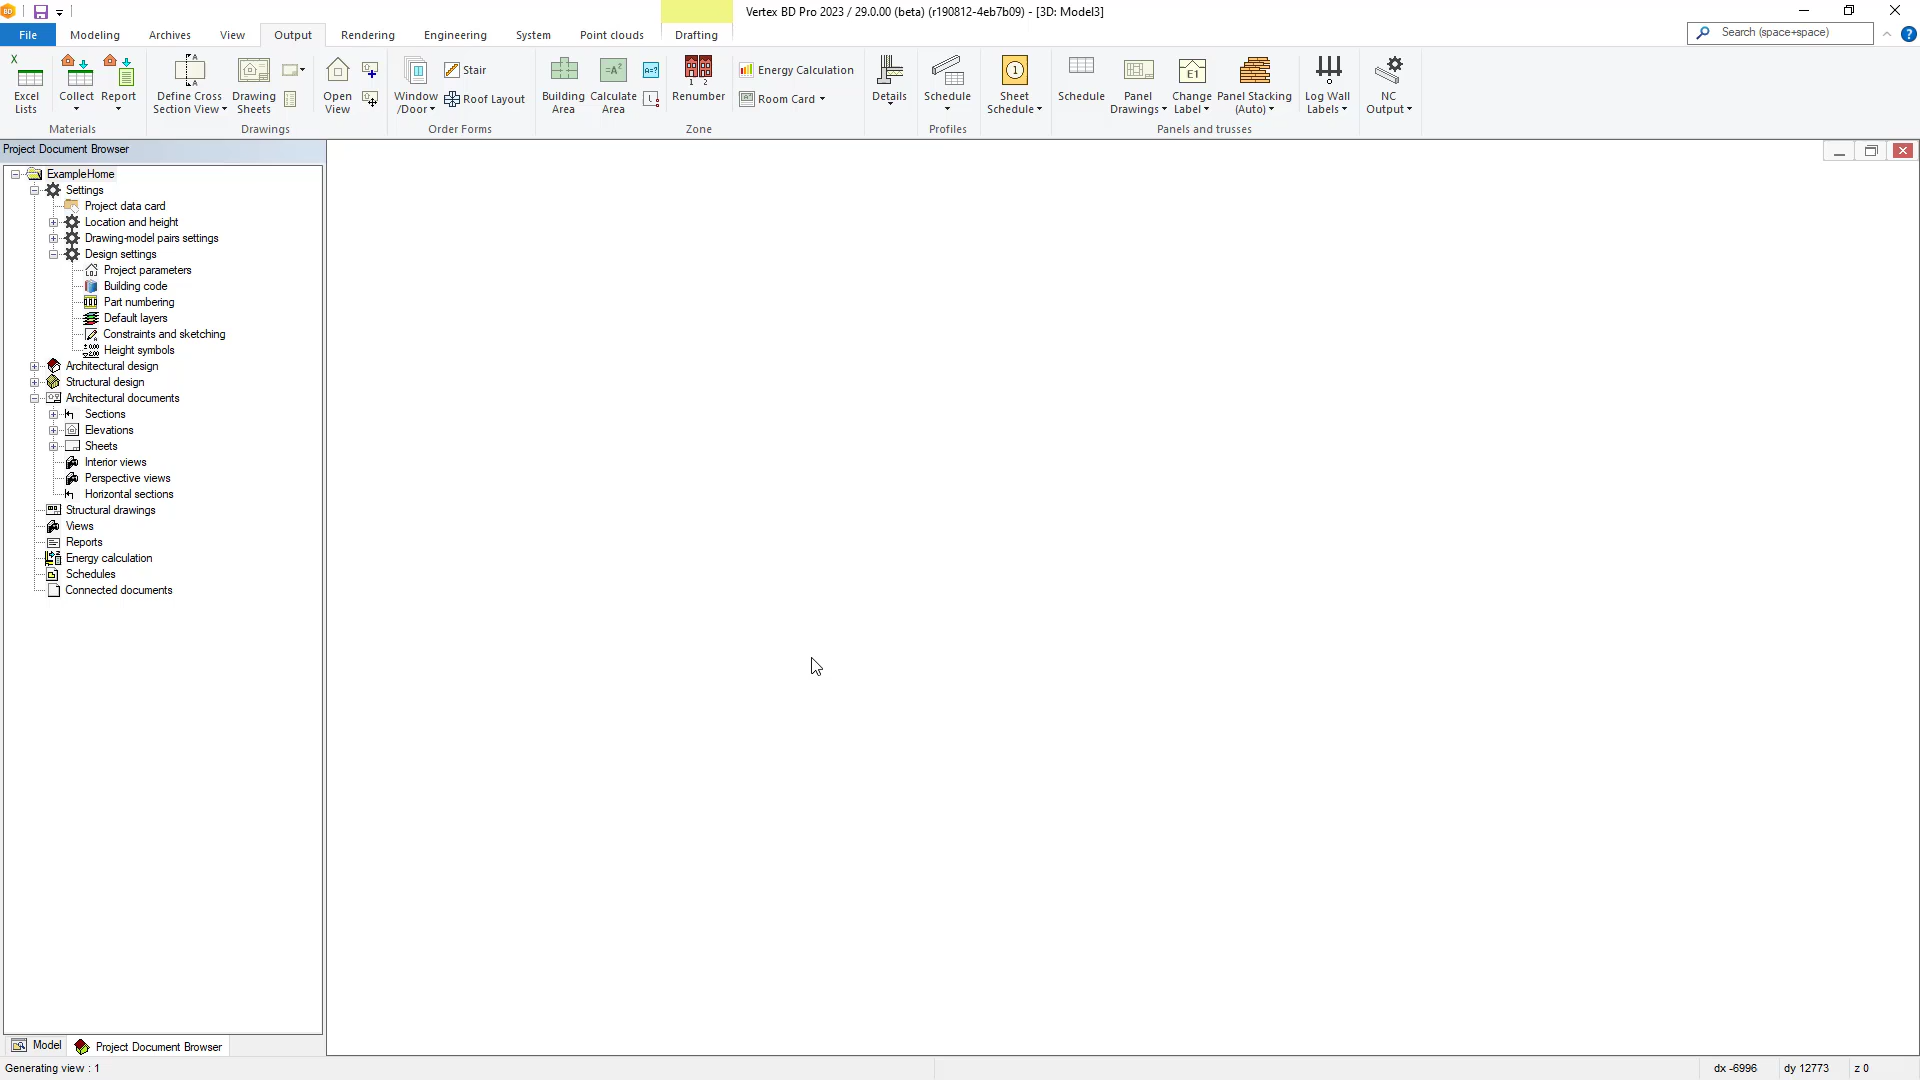 Vertex BD Pro 2023 / 29.0.00 (beta) (r190812-4eb7b09) - [3D: Model3]
File Modeling Archives View Output Rendering Engineering System Point clouds Drafting
Search (space+space)
Excel Lists
Collect
Report
Materials
Define Cross Section View
Drawing Sheets
Drawings
Open View
Window /Door
Stair
Roof Layout
Order Forms
Building Area
Calculate Area
Renumber
Energy Calculation
Room Card
Zone
Details
Schedule
Profiles
Sheet Schedule
Schedule
Panel Drawings
Change Label
Panel Stacking (Auto)
Panels and trusses
Log Wall Labels
NC Output
Project Document Browser
ExampleHome
Settings
Project data card
Location and height
Drawing-model pairs settings
Design settings
Project parameters
Building code
Part numbering
Default layers
Constraints and sketching
Height symbols
Architectural design
Structural design
Architectural documents
Sections
Elevations
Sheets
Interior views
Perspective views
Horizontal sections
Structural drawings
Views
Reports
Energy calculation
Schedules
Connected documents
Model Project Document Browser
Generating view : 1
dx -6996 dy 12773 z 0